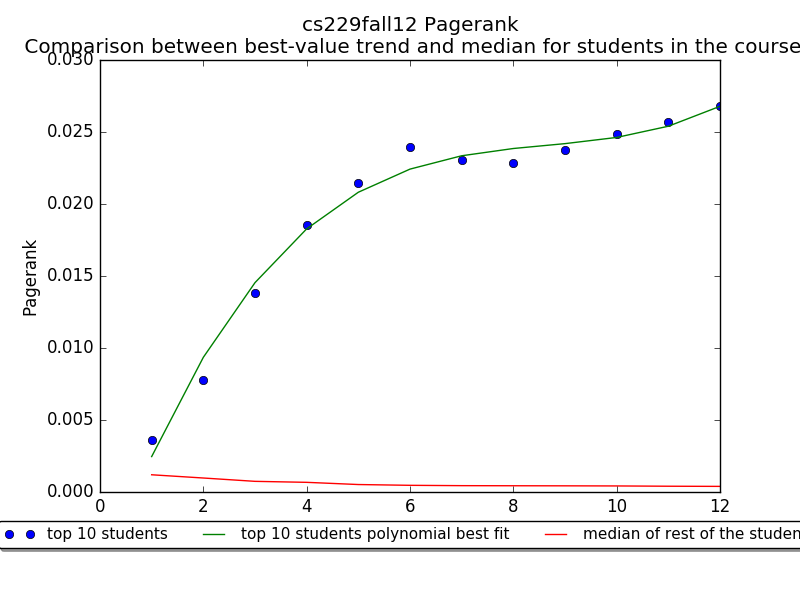 cs229fall12 Pagerank
Comparison between best-value trend and median for students in the course
0.030
0.025
0.020
0.015
0.010
0.005
0.000
Pagerank
0 2 4 6 8 10 12
top 10 students top 10 students polynomial best fit median of rest of the studen